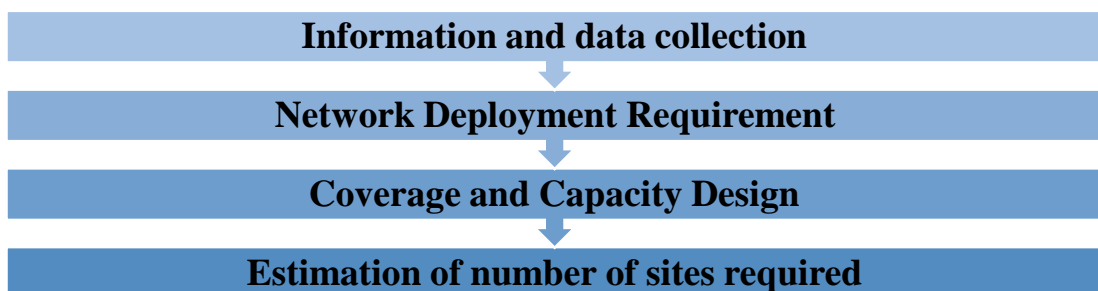 Information and data collection
Network Deployment Requirement
Coverage and Capacity Design
Estimation of number of sites required